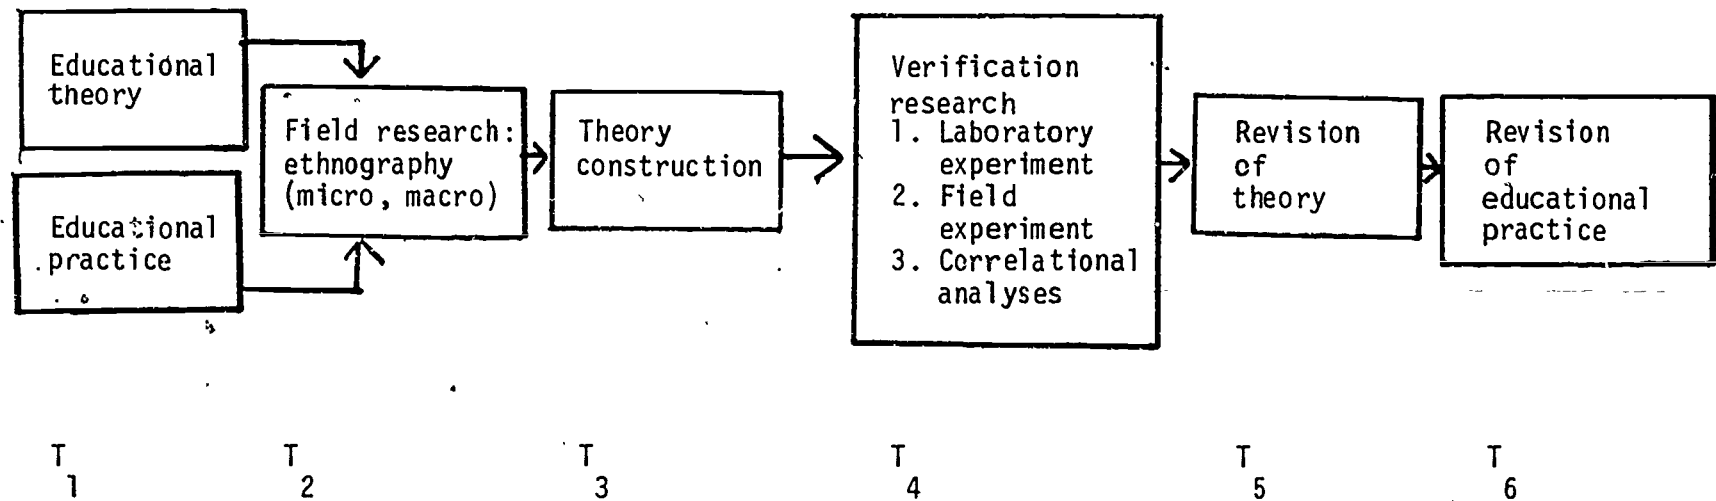 Educational
theory
Educational
practice
Field research:
ethnography
(micro, macro)
Theory
construction
Verification
research
1. Laboratory
experiment
2. Field
experiment
3. Correlational
analyses
Revision
of
theory
Revision
of
educational
practice
T T T T T T
1 2 3 4 5 6